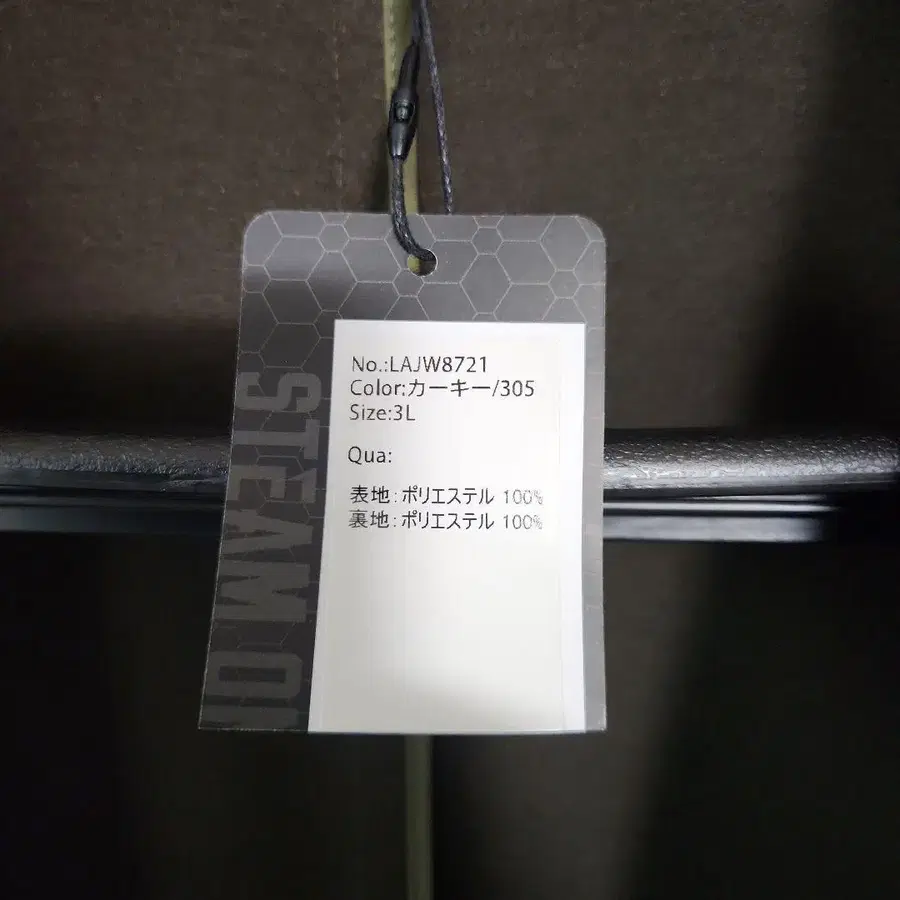 No.:LAJW8721
Color:カーキー/305
Size:3L
Qua:
表地:ポリエステル 100%
裏地:ポリエステル 100%
STEAM